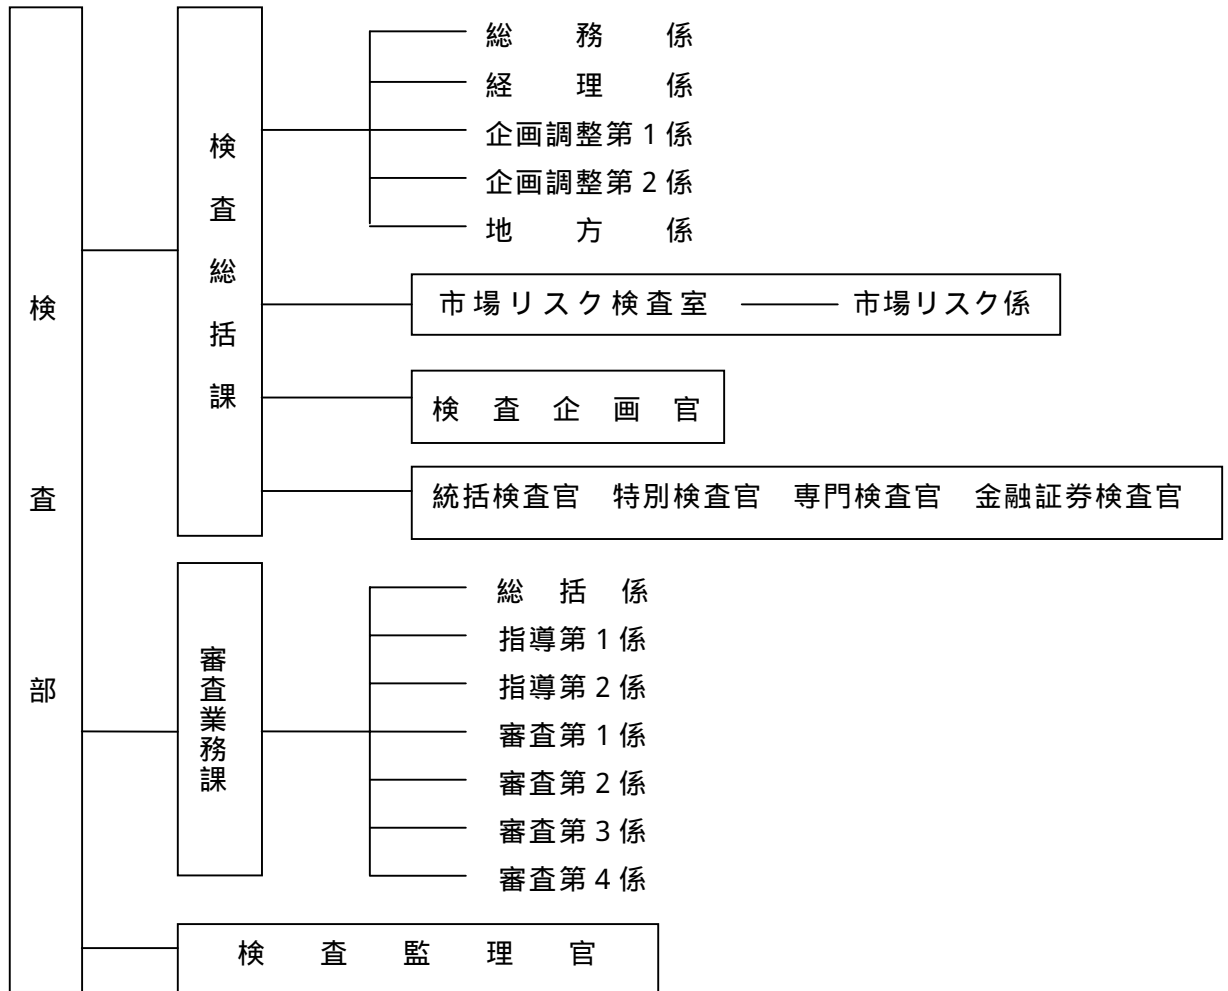 検査部
検査総括課
総務係
経理係
企画調整第1係
企画調整第2係
地方係
市場リスク検査室 市場リスク係
検査企画官
統括検査官 特別検査官 専門検査官 金融証券検査官
審査業務課
総括係
指導第1係
指導第2係
審査第1係
審査第2係
審査第3係
審査第4係
検査監理官